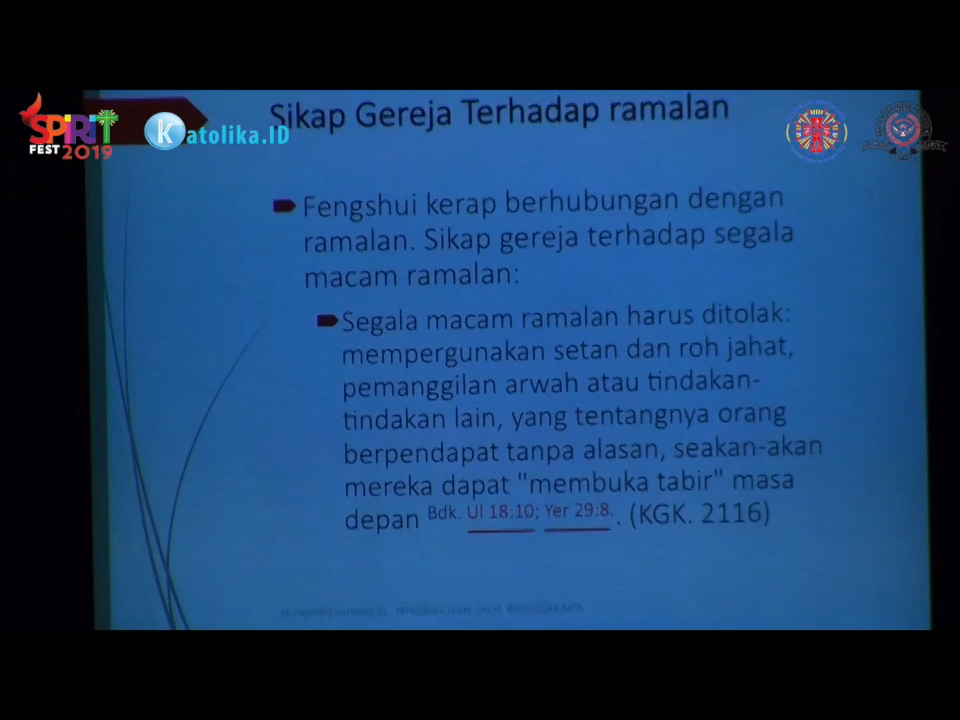 SPIRIT
FEST 2019
Katolika.ID
Sikap Gereja Terhadap ramalan
Fengshui kerap berhubungan dengan
ramalan. Sikap gereja terhadap segala
macam ramalan:
Segala macam ramalan harus ditolak:
mempergunakan setan dan roh jahat,
pemanggilan arwah atau tindakan-
tindakan lain, yang tentangnya orang
berpendapat tanpa alasan, seakan-akan
mereka dapat "membuka tabir" masa
depan Bdk. Ul 18:10; Yer 29:8. . (KGK. 2116)